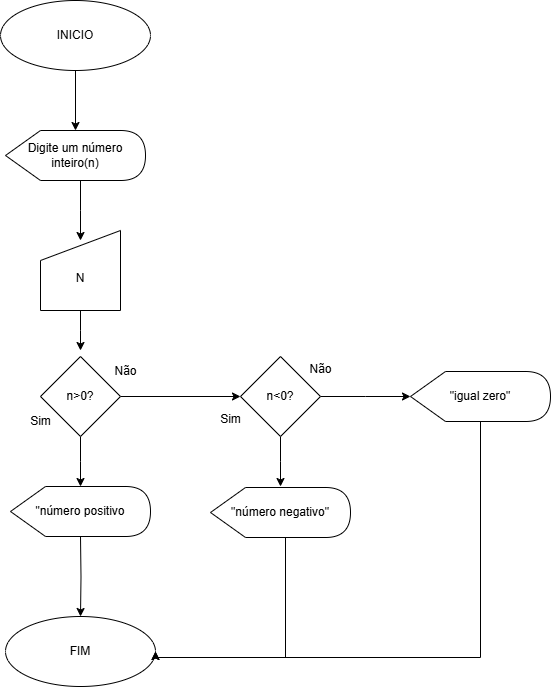 INICIO
Digite um número
inteiro(n)
N
n>0?
Não
Sim
n<0?
Não
Sim
"igual zero"
"número positivo
"número negativo"
FIM